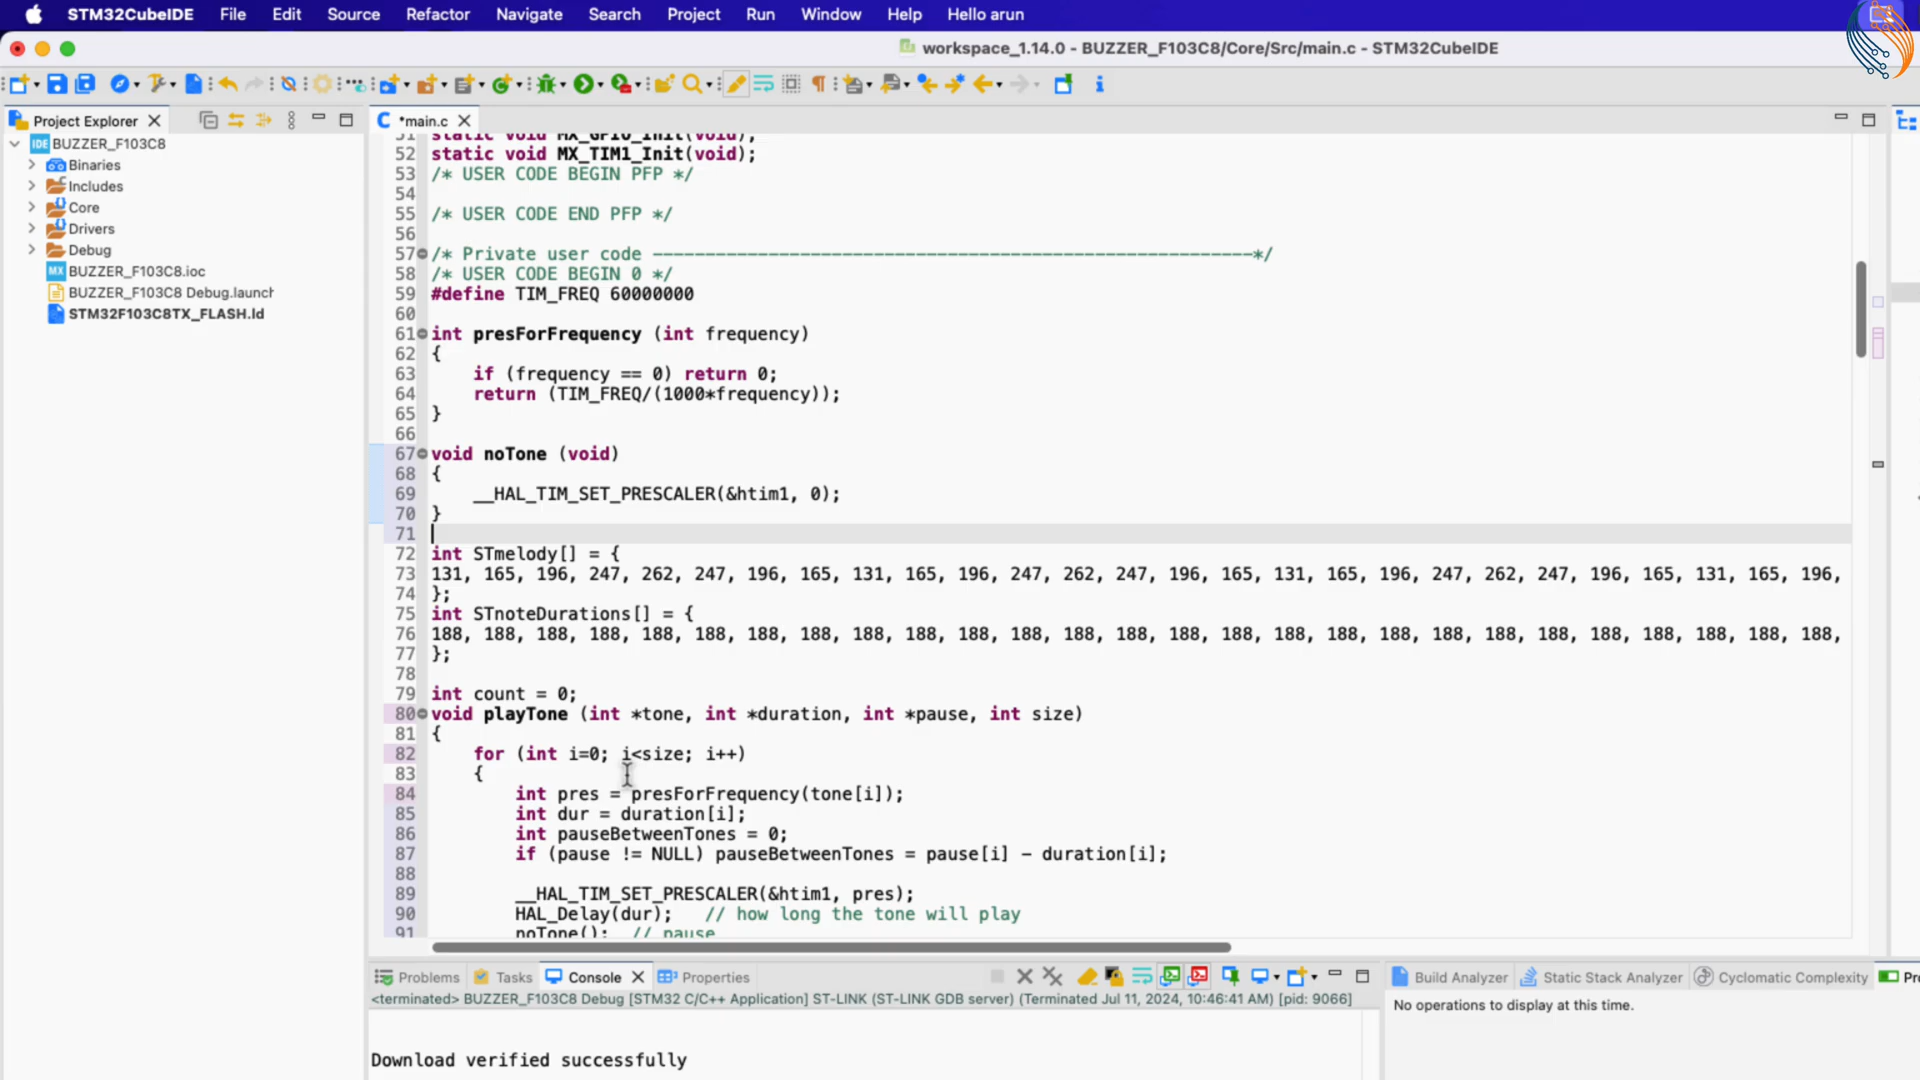 STM32CubeIDE File Edit Source Refactor Navigate Search Project Run Window Help Hello arun
workspace_1.14.0 - BUZZER_F103C8/Core/Src/main.c - STM32CubeIDE
Project Explorer
BUZZER_F103C8
Binaries
Includes
Core
Drivers
Debug
BUZZER_F103C8.ioc
BUZZER_F103C8 Debug.launch
STM32F103C8TX_FLASH.ld
*main.c
51 static void MX_GPIO_Init(void);
52 static void MX_TIM1_Init(void);
53 /* USER CODE BEGIN PFP */
54
55 /* USER CODE END PFP */
56
57 /* Private user code ---------------------------------------------------------*/
58 /* USER CODE BEGIN 0 */
59 #define TIM_FREQ 60000000
60
61 int presForFrequency (int frequency)
62 {
63 if (frequency == 0) return 0;
64 return (TIM_FREQ/(1000*frequency));
65 }
66
67 void noTone (void)
68 {
69 __HAL_TIM_SET_PRESCALER(&htim1, 0);
70 }
71
72 int STmelody[] = {
73 131, 165, 196, 247, 262, 247, 196, 165, 131, 165, 196, 247, 262, 247, 196, 165, 131, 165, 196, 247, 262, 247, 196, 165, 131, 165, 196,
74 };
75 int STnoteDurations[] = {
76 188, 188, 188, 188, 188, 188, 188, 188, 188, 188, 188, 188, 188, 188, 188, 188, 188, 188, 188, 188, 188, 188, 188, 188, 188, 188, 188,
77 };
78
79 int count = 0;
80 void playTone (int *tone, int *duration, int *pause, int size)
81 {
82 for (int i=0; i<size; i++)
83 {
84 int pres = presForFrequency(tone[i]);
85 int dur = duration[i];
86 int pauseBetweenTones = 0;
87 if (pause != NULL) pauseBetweenTones = pause[i] - duration[i];
88
89 __HAL_TIM_SET_PRESCALER(&htim1, pres);
90 HAL_Delay(dur); // how long the tone will play
91 noTone(); // pause
Problems Tasks Console Properties
<terminated> BUZZER_F103C8 Debug [STM32 C/C++ Application] ST-LINK (ST-LINK GDB server) (Terminated Jul 11, 2024, 10:46:41 AM) [pid: 9066]
Download verified successfully
Build Analyzer Static Stack Analyzer Cyclomatic Complexity
No operations to display at this time.